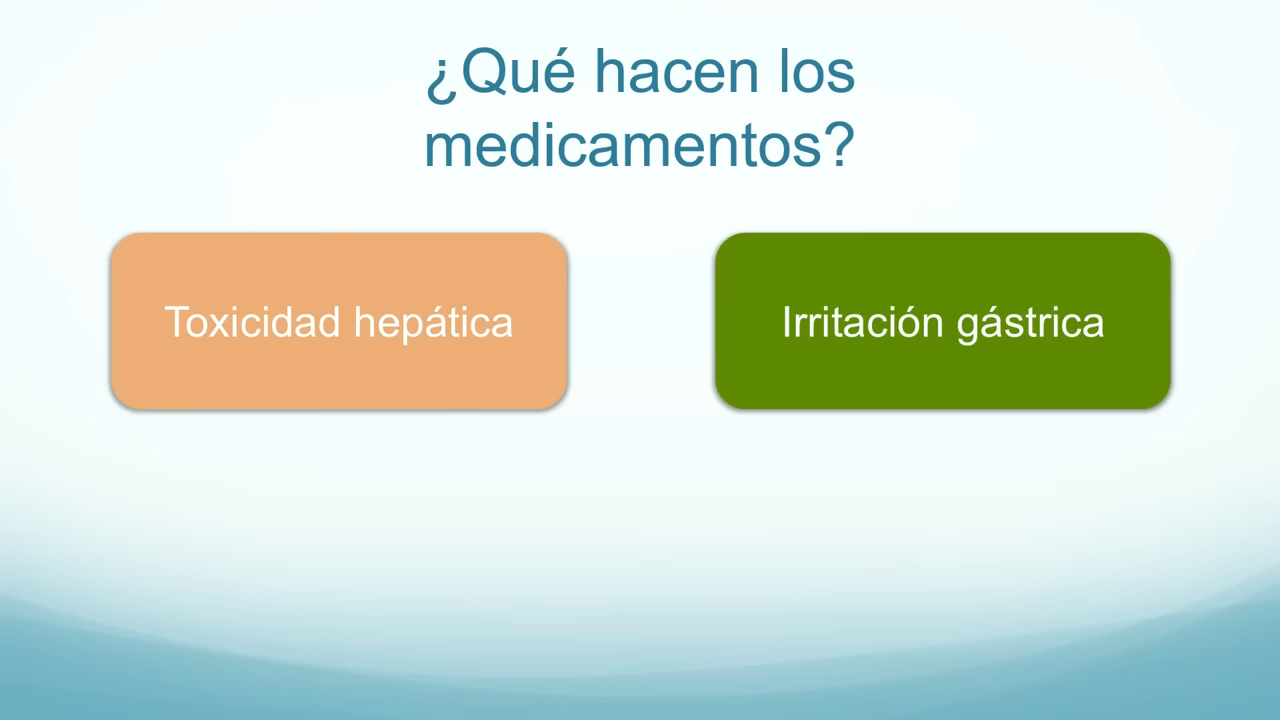 ¿Qué hacen los
medicamentos?
Toxicidad hepática
Irritación gástrica